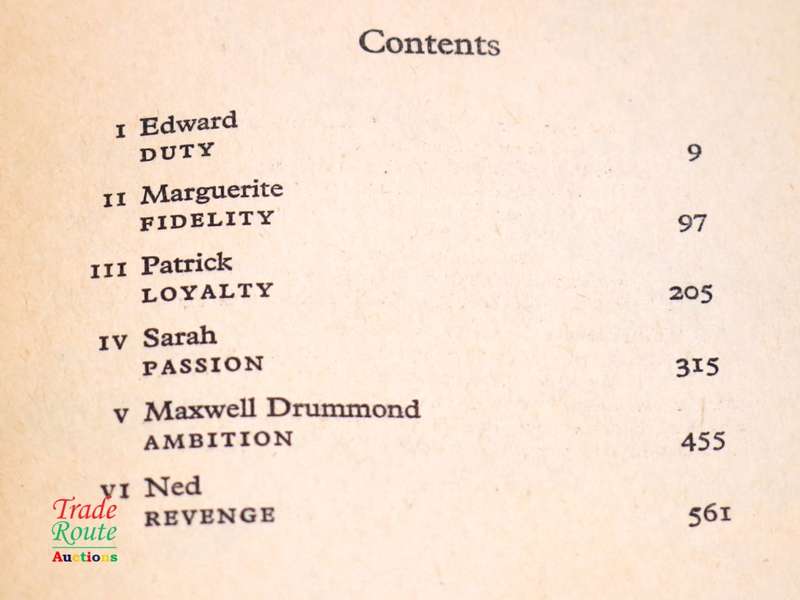 Contents
I Edward
DUTY 9
II Marguerite
FIDELITY 97
III Patrick
LOYALTY 205
IV Sarah
PASSION 315
V Maxwell Drummond
AMBITION 455
VI Ned
REVENGE 561
Trade
Route
Auctions